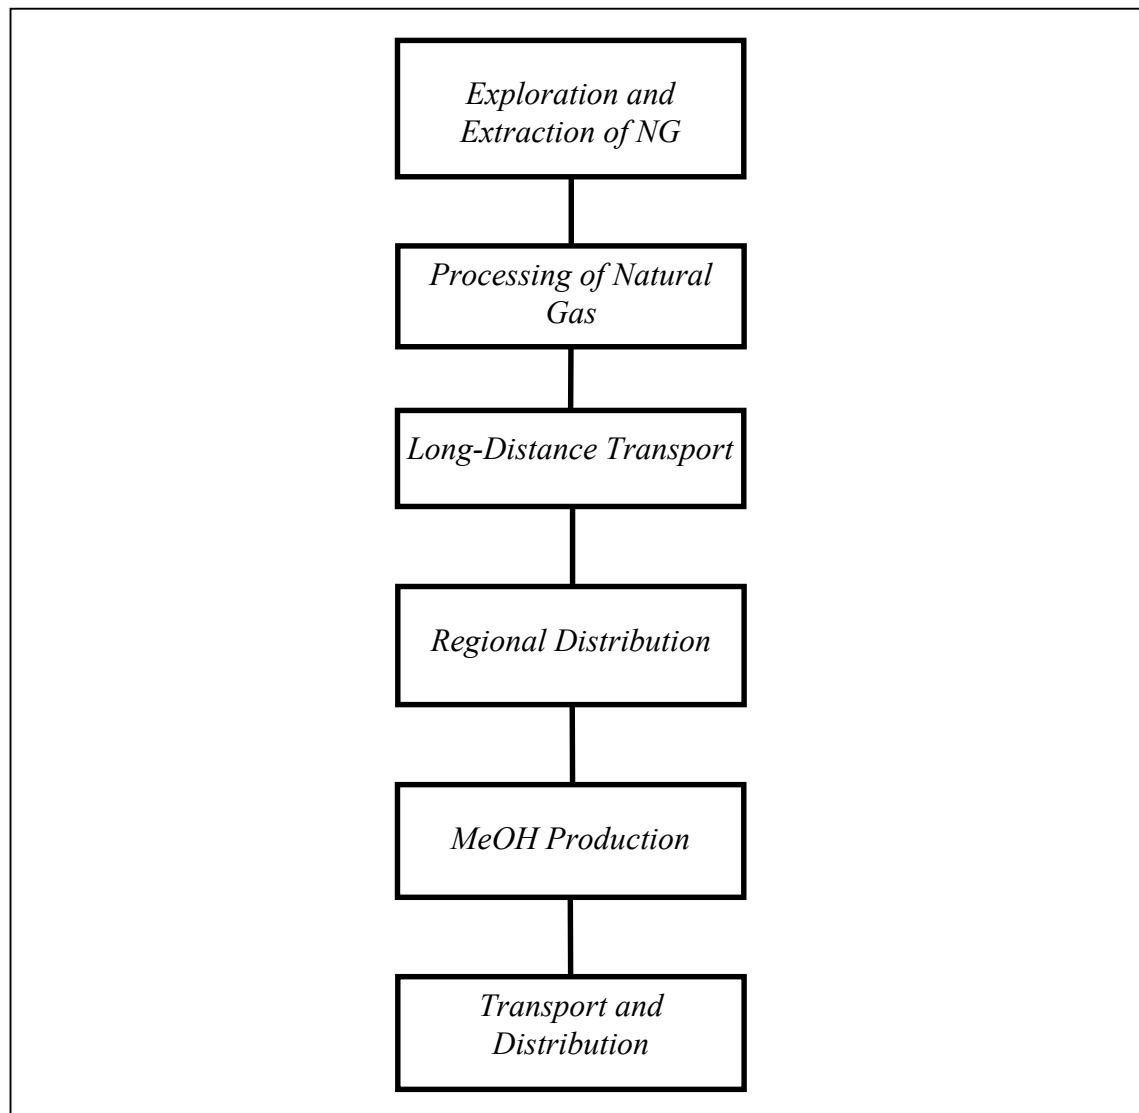 Exploration and
Extraction of NG
Processing of Natural
Gas
Long-Distance Transport
Regional Distribution
MeOH Production
Transport and
Distribution